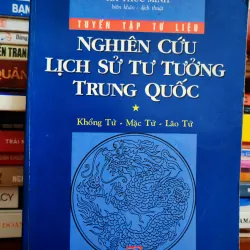 biên khảo - dịch thuật
TUYỂN TẬP TƯ LIỆU
NGHIÊN CỨU
LỊCH SỬ TƯ TƯỞNG
TRUNG QUỐC
Khổng Tử - Mặc Tử - Lão Tử